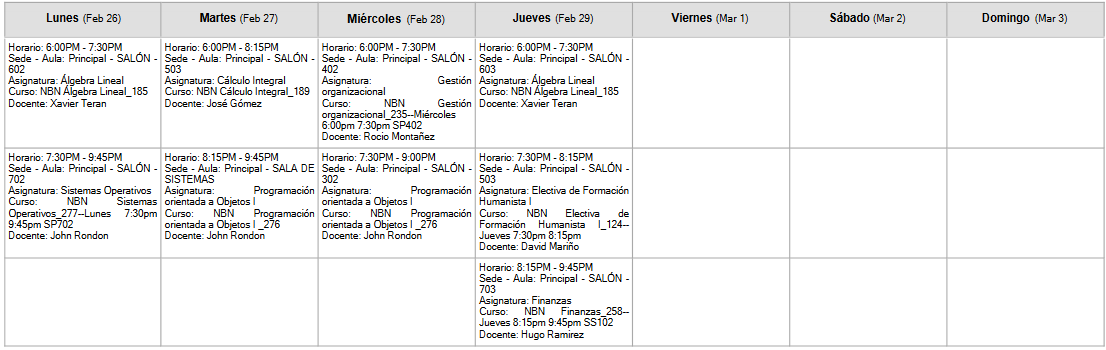 Lunes (Feb 26)
Martes (Feb 27)
Miércoles (Feb 28)
Jueves (Feb 29)
Viernes (Mar 1)
Sábado (Mar 2)
Domingo (Mar 3)
Horario: 6:00PM - 7:30PM
Sede - Aula: Principal - SALÓN -
602
Asignatura: Álgebra Lineal
Curso: NBN Álgebra Lineal_185
Docente: Xavier Teran
Horario: 6:00PM - 8:15PM
Sede - Aula: Principal - SALÓN -
503
Asignatura: Cálculo Integral
Curso: NBN Cálculo Integral_189
Docente: José Gómez
Horario: 6:00PM - 7:30PM
Sede - Aula: Principal - SALÓN -
402
Asignatura: Gestión
organizacional
Curso: NBN Gestión
organizacional_235--Miércoles
6:00pm 7:30pm SP402
Docente: Rocio Montañez
Horario: 6:00PM - 7:30PM
Sede - Aula: Principal - SALÓN -
603
Asignatura: Álgebra Lineal
Curso: NBN Álgebra Lineal_185
Docente: Xavier Teran
Horario: 7:30PM - 9:45PM
Sede - Aula: Principal - SALÓN -
702
Asignatura: Sistemas Operativos
Curso: NBN Sistemas
Operativos_277--Lunes 7:30pm
9:45pm SP702
Docente: John Rondon
Horario: 8:15PM - 9:45PM
Sede - Aula: Principal - SALA DE
SISTEMAS
Asignatura: Programación
orientada a Objetos I
Curso: NBN Programación
orientada a Objetos I _276
Docente: John Rondon
Horario: 7:30PM - 9:00PM
Sede - Aula: Principal - SALÓN -
302
Asignatura: Programación
orientada a Objetos I
Curso: NBN Programación
orientada a Objetos I _276
Docente: John Rondon
Horario: 7:30PM - 8:15PM
Sede - Aula: Principal - SALÓN -
503
Asignatura: Electiva de Formación
Humanista I
Curso: NBN Electiva de
Formación Humanista I_124--
Jueves 7:30pm 8:15pm
Docente: David Mariño
Horario: 8:15PM - 9:45PM
Sede - Aula: Principal - SALÓN -
703
Asignatura: Finanzas
Curso: NBN Finanzas_258--
Jueves 8:15pm 9:45pm SS102
Docente: Hugo Ramirez